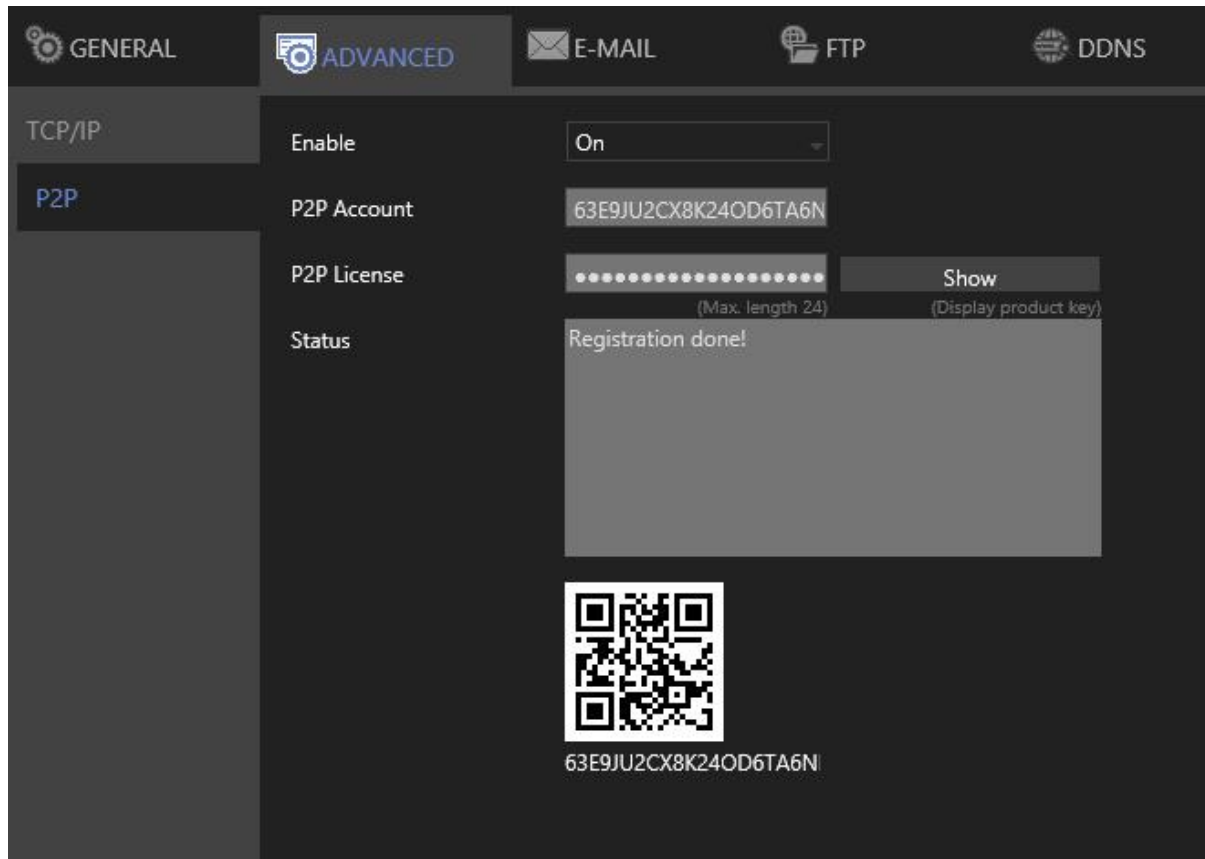 GENERAL
ADVANCED
E-MAIL
FTP
DDNS
TCP/IP
P2P
Enable
On
P2P Account
63E9JU2CX8K24OD6TA6N
P2P License
Show
(Max. length 24)
(Display product key)
Status
Registration done!
63E9JU2CX8K24OD6TA6N